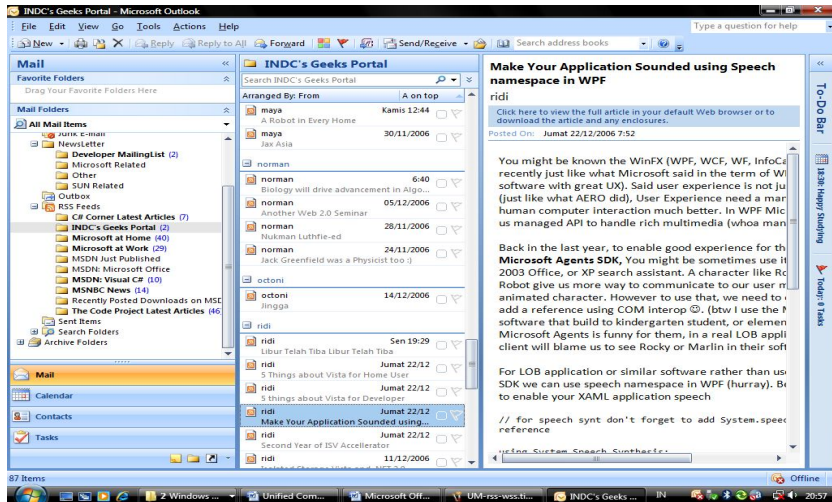 INDC's Geeks Portal - Microsoft Outlook
File Edit View Go Tools Actions Help
Type a question for help
New Reply Reply to All Forward Send/Receive Search address books
Mail
Favorite Folders
Drag Your Favorite Folders Here
Mail Folders
All Mail Items
Junk E-mail
NewsLetter
Developer MailingList (2)
Microsoft Related
Other
SUN Related
Outbox
RSS Feeds
C# Corner Latest Articles (7)
INDC's Geeks Portal (2)
Microsoft at Home (40)
Microsoft at Work (29)
MSDN Just Published
MSDN: Microsoft Office
MSDN: Visual C# (10)
MSNBC News (14)
Recently Posted Downloads on MSD
The Code Project Latest Articles (46)
Sent Items
Search Folders
Archive Folders
Mail
Calendar
Contacts
Tasks
INDC's Geeks Portal
Search INDC's Geeks Portal
Arranged By: From A on top
maya Kamis 12:44
A Robot in Every Home
maya 30/11/2006
Jax Asia
norman
norman 6:40
Biology will drive advancement in Algo...
norman 05/12/2006
Another Web 2.0 Seminar
norman 28/11/2006
Nukman Luthfie-ed
norman 24/11/2006
Jack Greenfield was a Physicist too :)
octoni
octoni 14/12/2006
Jingga
ridi
ridi Sen 19:29
Libur Telah Tiba Libur Telah Tiba
ridi Jumat 22/12
5 Things about Vista for Home User
ridi Jumat 22/12
5 things about Vista for Developer
ridi Jumat 22/12
Make Your Application Sounded using...
ridi Jumat 22/12
Second Year of ISV Accellerator
ridi 11/12/2006
Make Your Application Sounded using Speech
namespace in WPF
ridi
Click here to view the full article in your default Web browser or to
download the article and any enclosures.
Posted On: Jumat 22/12/2006 7:52
You might be known the WinFX (WPF, WCF, WF, InfoCa
recently just like what Microsoft said in the term of WI
software with great UX). Said user experience is not ju
(just like what AERO did), User Experience need a mar
human computer interaction much better. In WPF Mic
us managed API to handle rich multimedia (whoa man
Back in the last year, to enable good experience for th
Microsoft Agents SDK, You might be sometimes use it
2003 Office, or XP search assistant. A character like Ro
Robot give us more way to communicate to our user m
animated character. However to use that, we need to
add a reference using COM interop ☺. (btw I use the M
software that build to kindergarten student, or elemen
Microsoft Agents is funny for them, in a real LOB appli
client will blame us to see Rocky or Marlin in their soft
For LOB application or similar software rather than us
SDK we can use speech namespace in WPF (hurray). Be
to enable your XAML application speech
// for speech synt don't forget to add System.speec
reference
using System.Speech.Synthesis;
To-Do Bar
18:30: Happy Studying
Today: 0 Tasks
87 Items
Offline
2 Windows ... Unified Com... Microsoft Off... UM-rss-wss.ti... INDC's Geeks ... IN 20:57